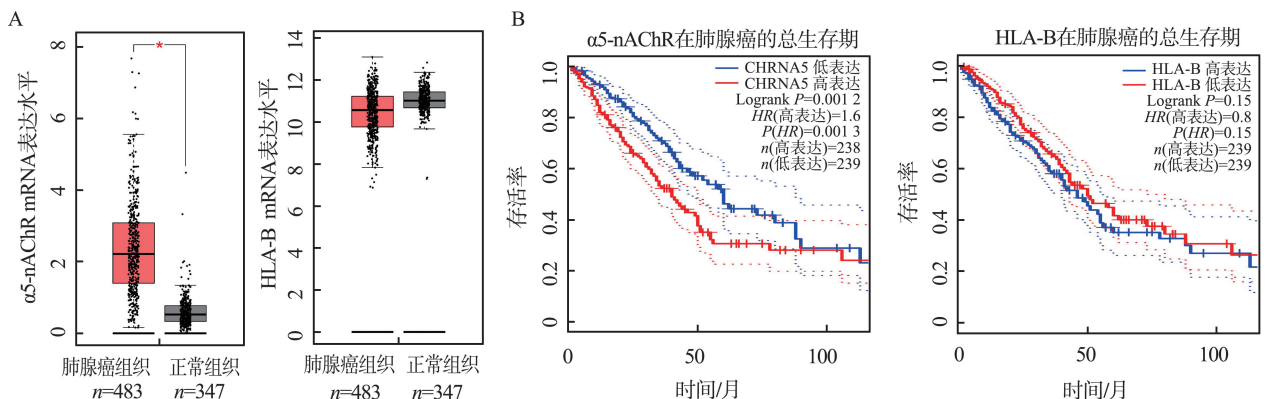 A
α5-nAChR mRNA表达水平
8
6
4
2
0
*
肺腺癌组织 正常组织
n=483 n=347
HLA-B mRNA表达水平
14
12
10
8
6
4
2
0
肺腺癌组织 正常组织
n=483 n=347
B
α5-nAChR在肺腺癌的总生存期
存活率
1.0
0.8
0.6
0.4
0.2
0
CHRNA5 低表达
CHRNA5 高表达
Logrank P=0.001 2
HR(高表达)=1.6
P(HR)=0.001 3
n(高表达)=238
n(低表达)=239
0 50 100
时间/月
HLA-B在肺腺癌的总生存期
存活率
1.0
0.8
0.6
0.4
0.2
0
HLA-B 高表达
HLA-B 低表达
Logrank P=0.15
HR(高表达)=0.8
P(HR)=0.15
n(高表达)=239
n(低表达)=239
0 50 100
时间/月